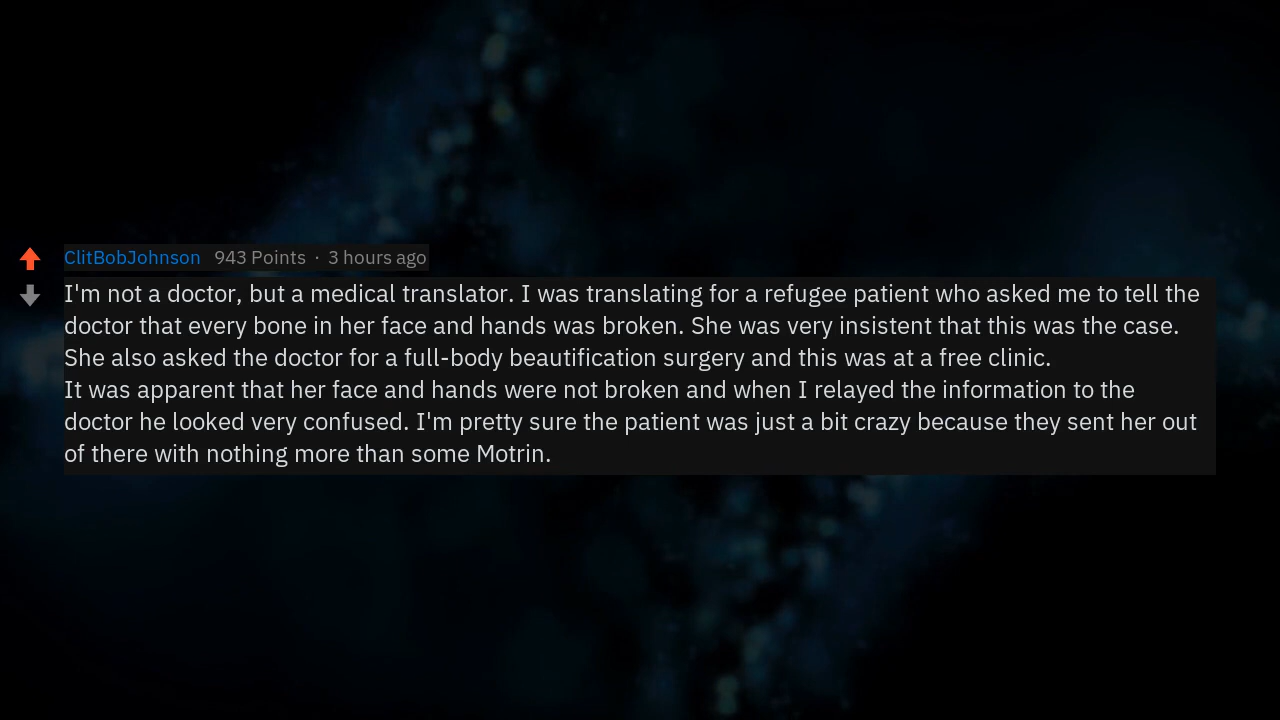 ClitBobJohnson 943 Points · 3 hours ago
I'm not a doctor, but a medical translator. I was translating for a refugee patient who asked me to tell the
doctor that every bone in her face and hands was broken. She was very insistent that this was the case.
She also asked the doctor for a full-body beautification surgery and this was at a free clinic.
It was apparent that her face and hands were not broken and when I relayed the information to the
doctor he looked very confused. I'm pretty sure the patient was just a bit crazy because they sent her out
of there with nothing more than some Motrin.